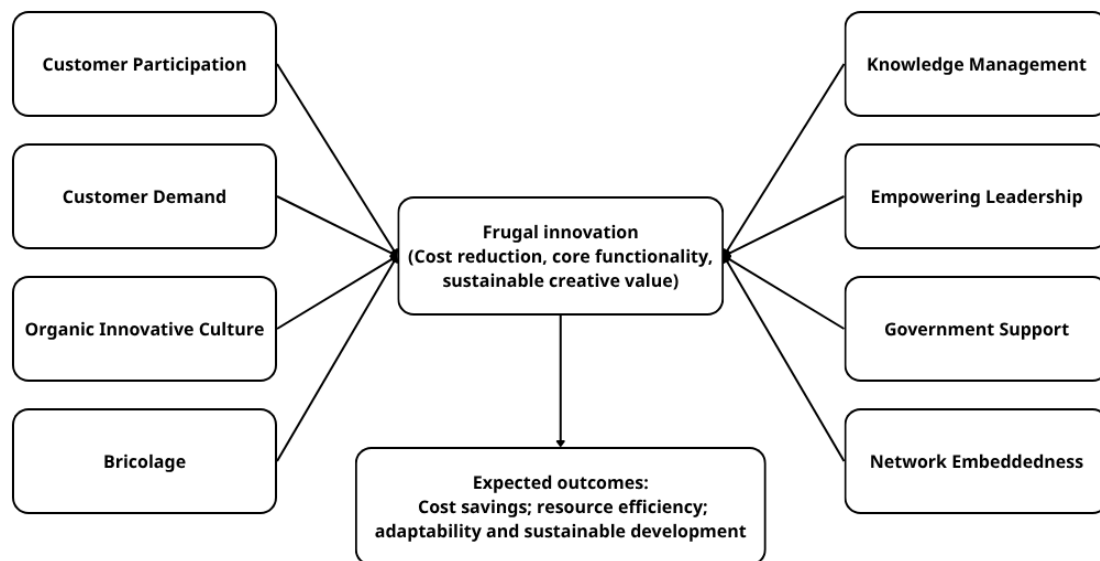 Customer Participation
Customer Demand
Organic Innovative Culture
Bricolage
Frugal innovation
(Cost reduction, core functionality,
sustainable creative value)
Expected outcomes:
Cost savings; resource efficiency;
adaptability and sustainable development
Knowledge Management
Empowering Leadership
Government Support
Network Embeddedness